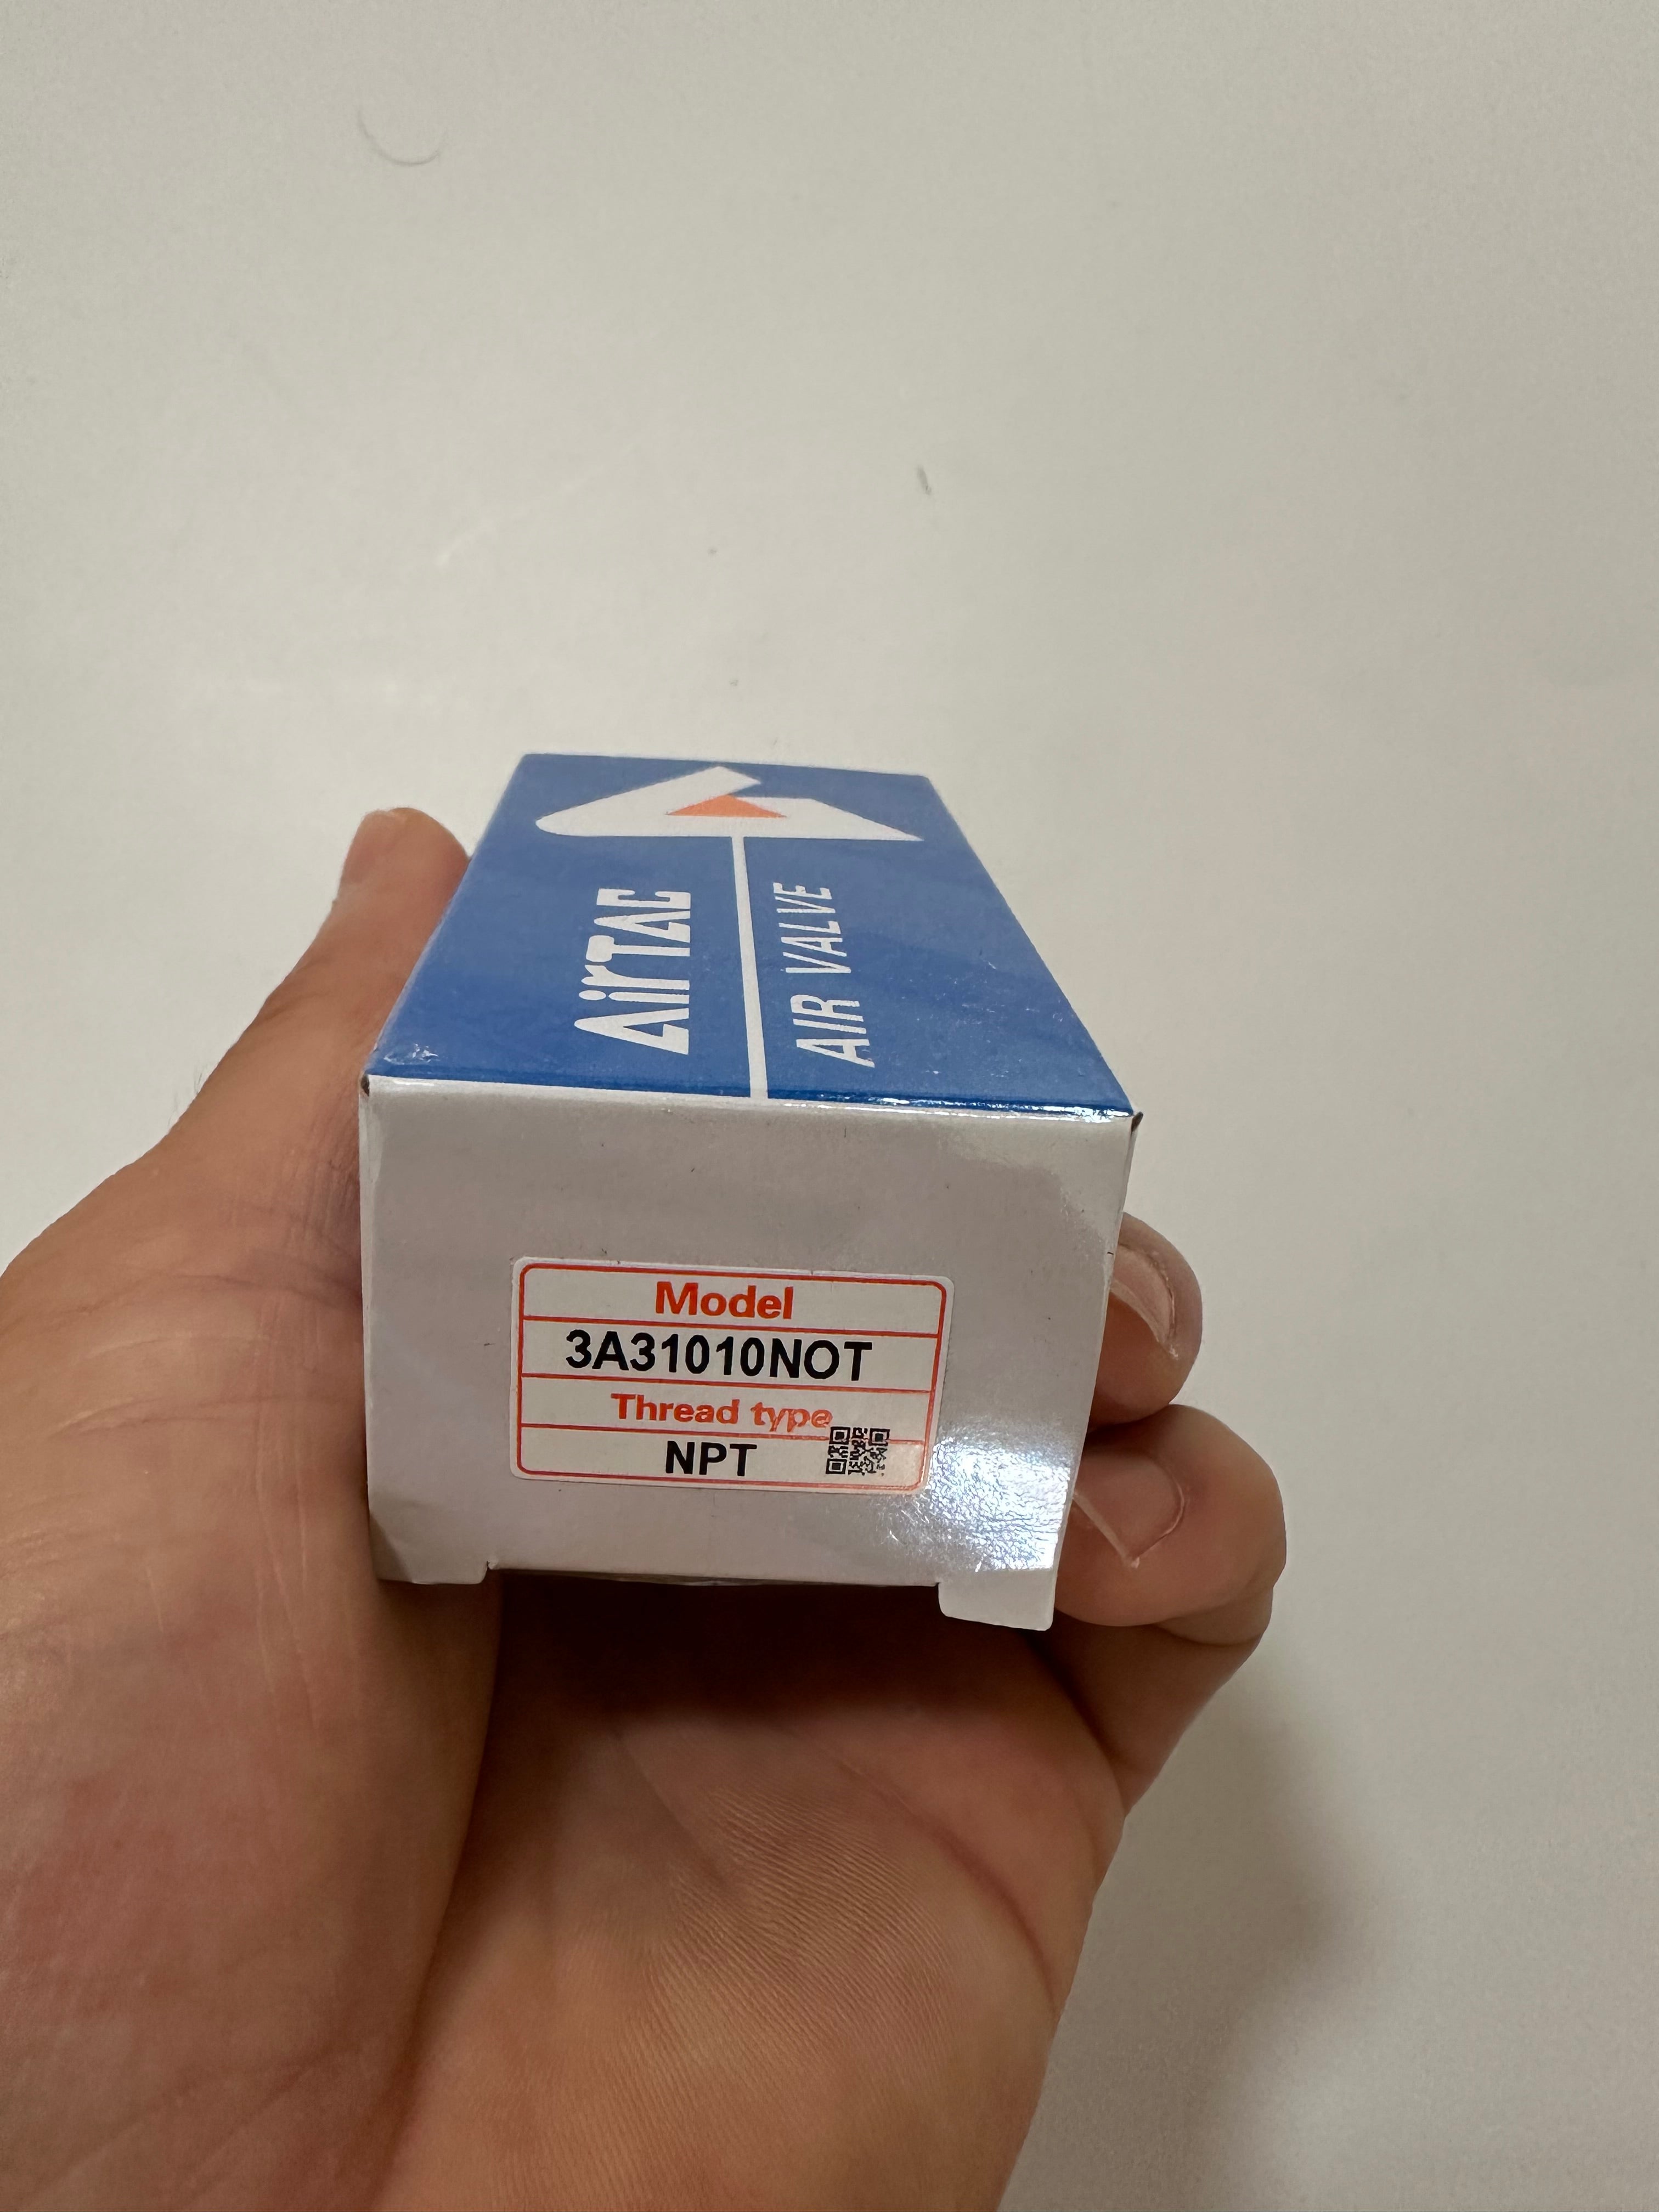 AirTAC
AIR VALVE
Model
3A31010NOT
Thread type
NPT